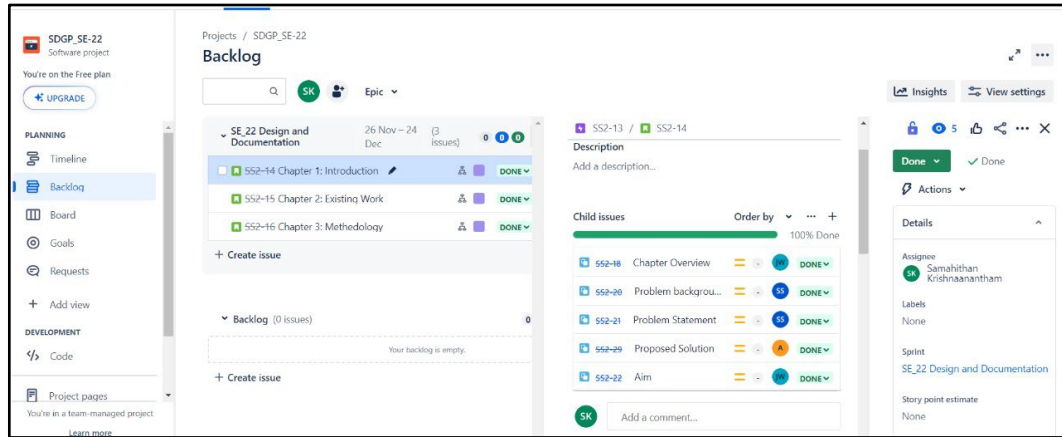 SDGP_SE-22
Software project
You're on the Free plan
UPGRADE
PLANNING
Timeline
Backlog
Board
Goals
Requests
+ Add view
DEVELOPMENT
Code
Project pages
You're in a team-managed project
Learn more
Projects / SDGP_SE-22
Backlog
SK
Epic
Insights
View settings
SE_22 Design and Documentation
26 Nov – 24 Dec
(3 issues)
0 0 0
SS2-14 Chapter 1: Introduction
DONE
SS2-15 Chapter 2: Existing Work
DONE
SS2-16 Chapter 3: Methedology
DONE
+ Create issue
Backlog (0 issues)
0
Your backlog is empty.
+ Create issue
SS2-13 / SS2-14
Description
Add a description...
Child issues
Order by
100% Done
SS2-18 Chapter Overview - JW DONE
SS2-20 Problem backgrou... - SS DONE
SS2-21 Problem Statement - SS DONE
SS2-29 Proposed Solution - A DONE
SS2-22 Aim - JW DONE
SK
Add a comment...
5
Done
Done
Actions
Details
Assignee
SK
Samahithan
Krishnaanantham
Labels
None
Sprint
SE_22 Design and Documentation
Story point estimate
None